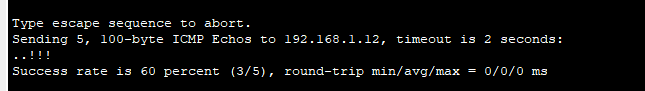 Type escape sequence to abort.
Sending 5, 100-byte ICMP Echos to 192.168.1.12, timeout is 2 seconds:
..!!!
Success rate is 60 percent (3/5), round-trip min/avg/max = 0/0/0 ms